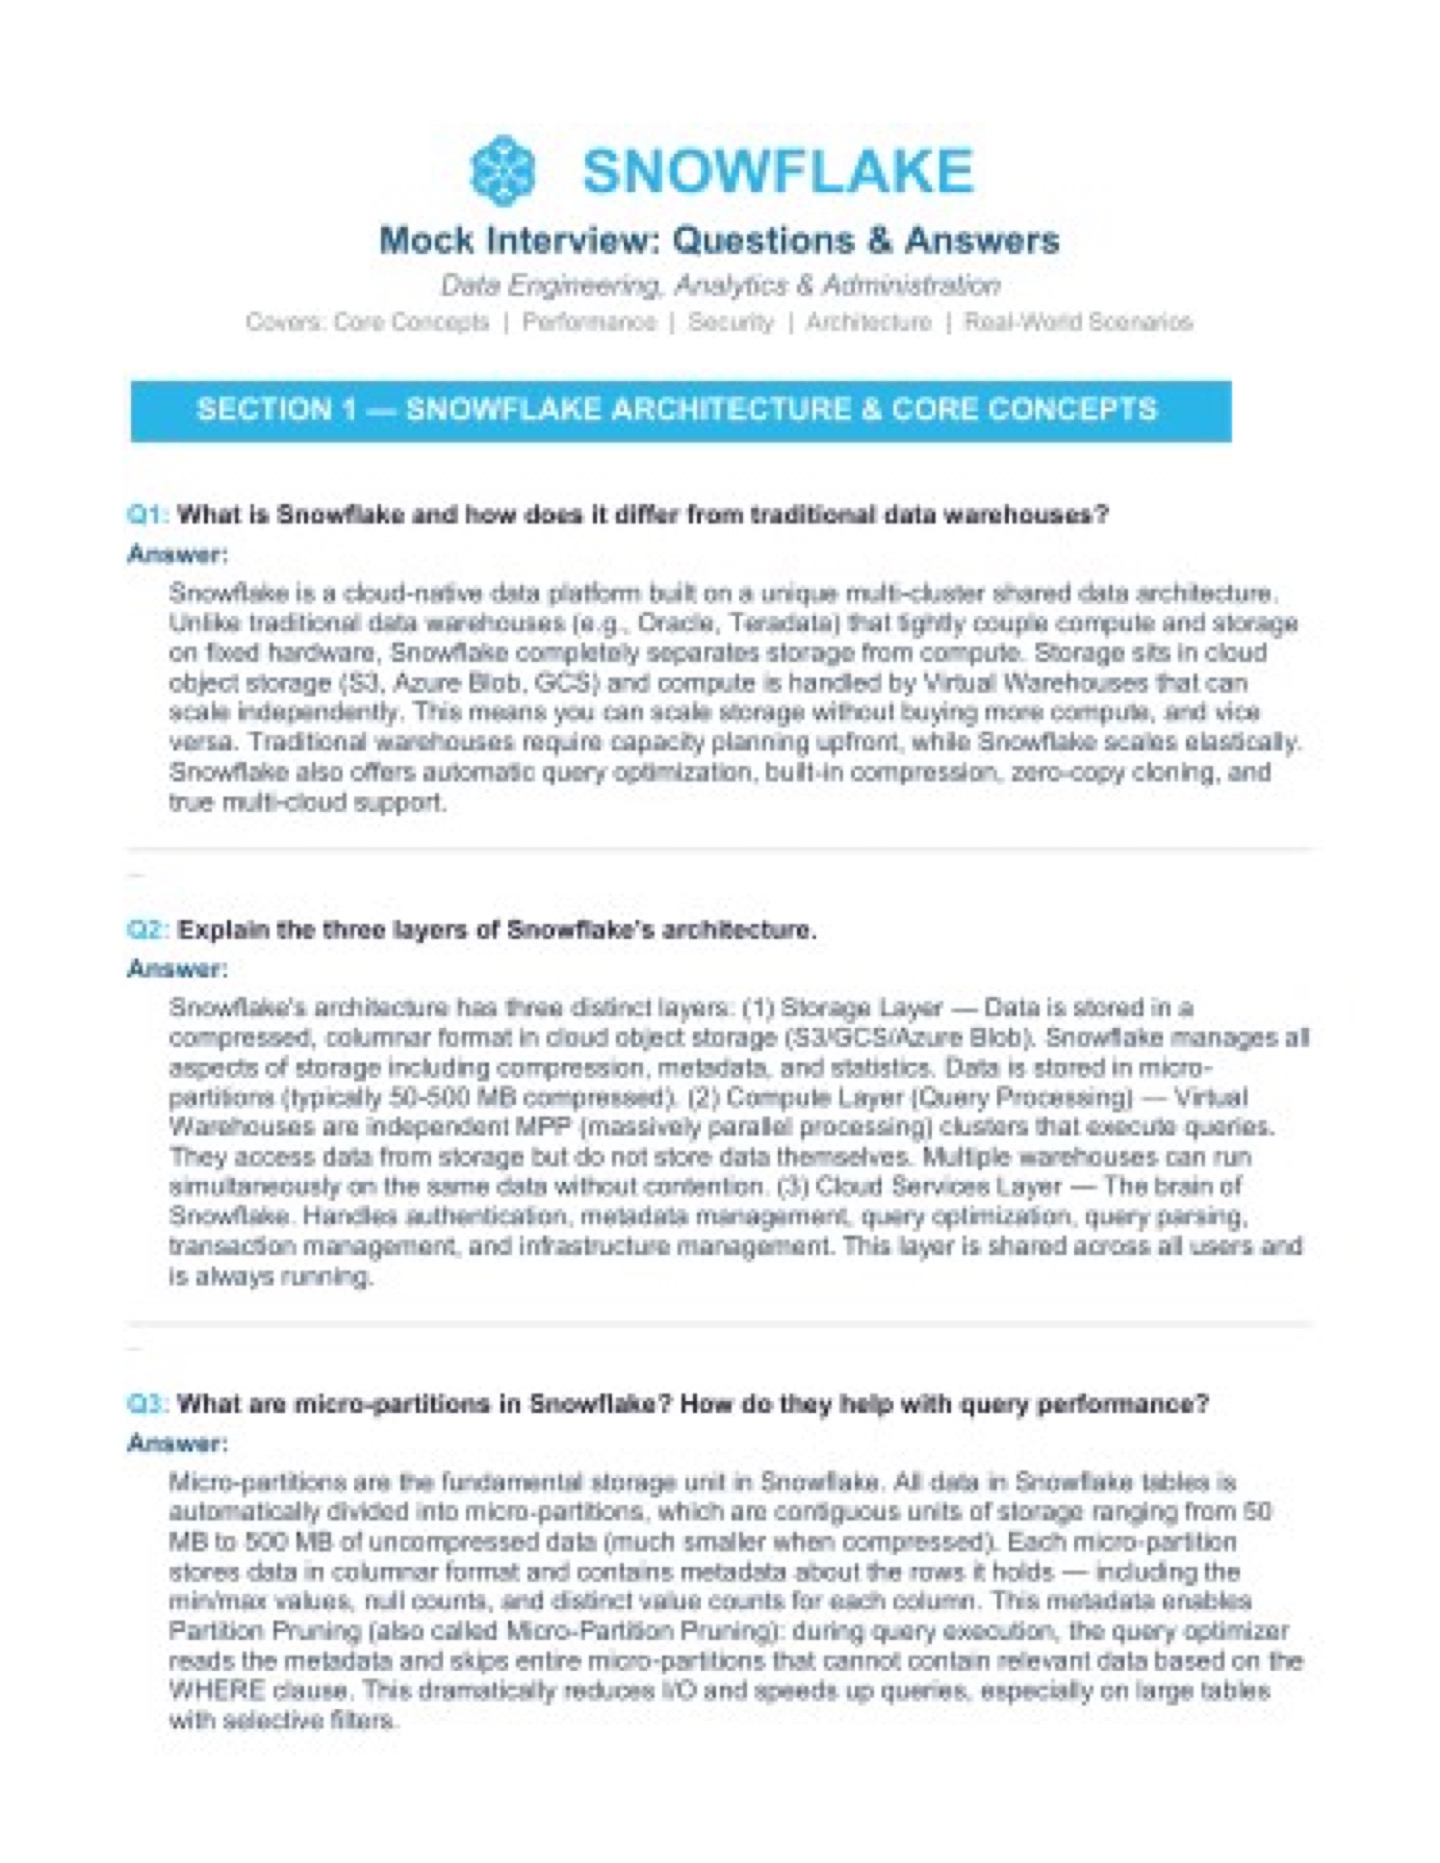 SNOWFLAKE
Mock Interview: Questions & Answers
Data Engineering, Analytics & Administration
Covers: Core Concepts | Performance | Security | Architecture | Real-World Scenarios
SECTION 1 — SNOWFLAKE ARCHITECTURE & CORE CONCEPTS
Q1: What is Snowflake and how does it differ from traditional data warehouses?
Answer:
Snowflake is a cloud-native data platform built on a unique multi-cluster shared data architecture.
Unlike traditional data warehouses (e.g., Oracle, Teradata) that tightly couple compute and storage
on fixed hardware, Snowflake completely separates storage from compute. Storage sits in cloud
object storage (S3, Azure Blob, GCS) and compute is handled by Virtual Warehouses that can
scale independently. This means you can scale storage without buying more compute, and vice
versa. Traditional warehouses require capacity planning upfront, while Snowflake scales elastically.
Snowflake also offers automatic query optimization, built-in compression, zero-copy cloning, and
true multi-cloud support.
Q2: Explain the three layers of Snowflake's architecture.
Answer:
Snowflake's architecture has three distinct layers: (1) Storage Layer — Data is stored in a
compressed, columnar format in cloud object storage (S3/GCS/Azure Blob). Snowflake manages all
aspects of storage including compression, metadata, and statistics. Data is stored in micro-
partitions (typically 50-500 MB compressed). (2) Compute Layer (Query Processing) — Virtual
Warehouses are independent MPP (massively parallel processing) clusters that execute queries.
They access data from storage but do not store data themselves. Multiple warehouses can run
simultaneously on the same data without contention. (3) Cloud Services Layer — The brain of
Snowflake. Handles authentication, metadata management, query optimization, query parsing,
transaction management, and infrastructure management. This layer is shared across all users and
is always running.
Q3: What are micro-partitions in Snowflake? How do they help with query performance?
Answer:
Micro-partitions are the fundamental storage unit in Snowflake. All data in Snowflake tables is
automatically divided into micro-partitions, which are contiguous units of storage ranging from 50
MB to 500 MB of uncompressed data (much smaller when compressed). Each micro-partition
stores data in columnar format and contains metadata about the rows it holds — including the
min/max values, null counts, and distinct value counts for each column. This metadata enables
Partition Pruning (also called Micro-Partition Pruning): during query execution, the query optimizer
reads the metadata and skips entire micro-partitions that cannot contain relevant data based on the
WHERE clause. This dramatically reduces I/O and speeds up queries, especially on large tables
with selective filters.